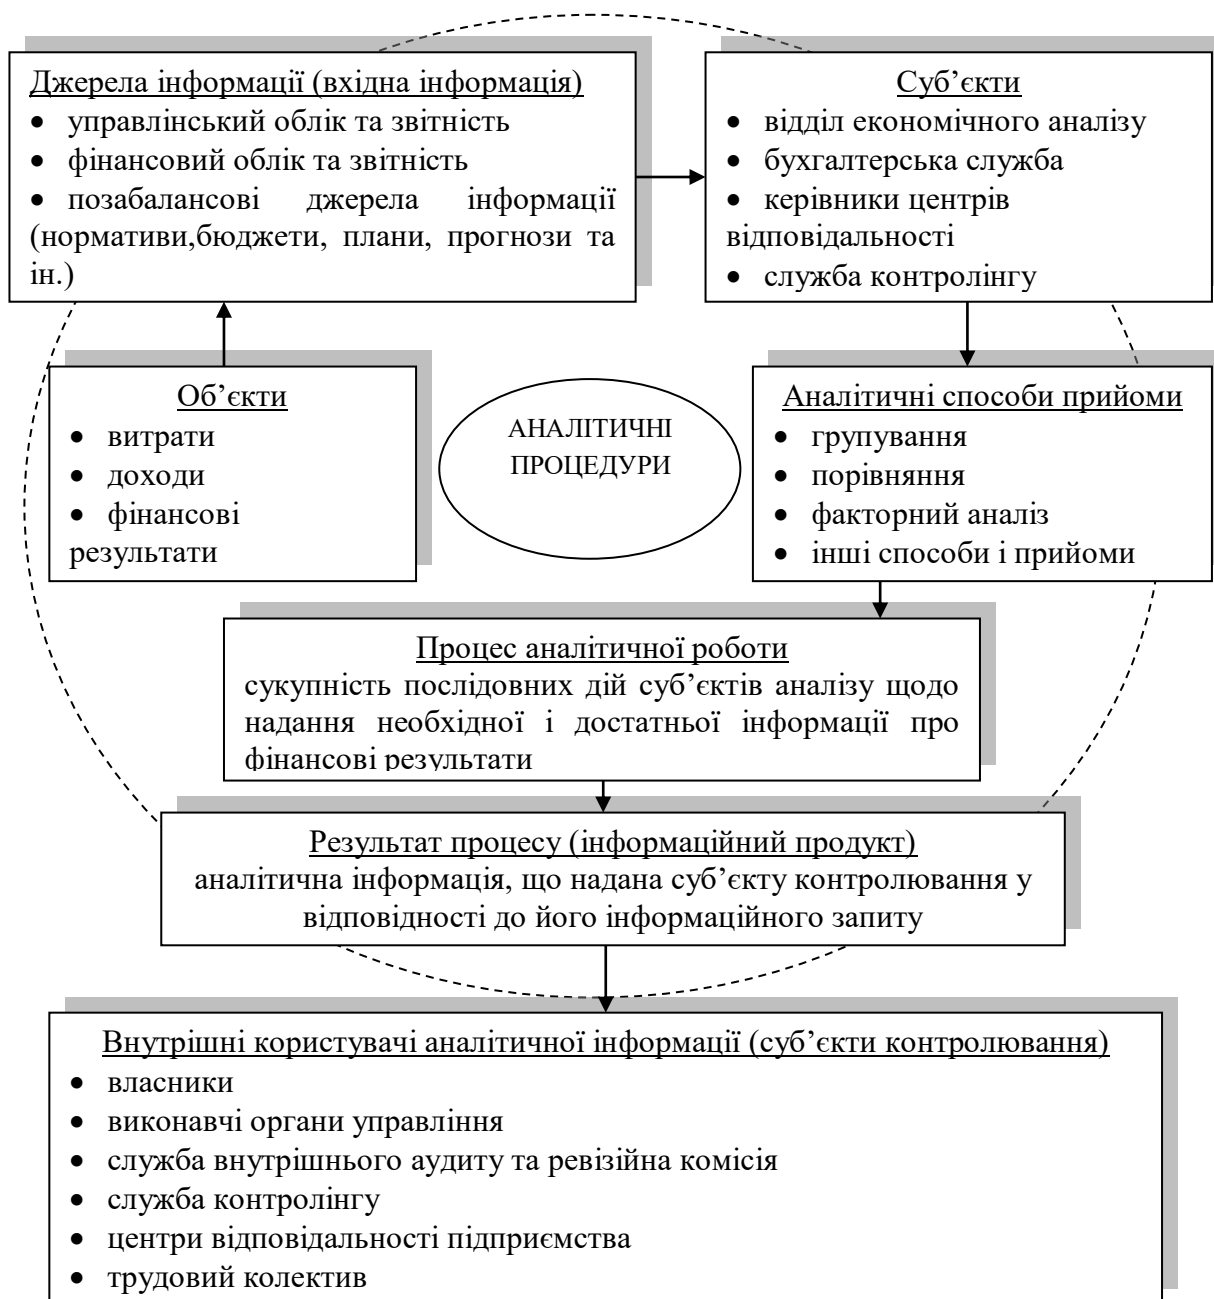 Джерела інформації (вхідна інформація)
• управлінський облік та звітність
• фінансовий облік та звітність
• позабалансові джерела інформації
(нормативи,бюджети, плани, прогнози та
ін.)
Суб’єкти
• відділ економічного аналізу
• бухгалтерська служба
• керівники центрів
відповідальності
• служба контролінгу
Об’єкти
• витрати
• доходи
• фінансові
результати
АНАЛІТИЧНІ
ПРОЦЕДУРИ
Аналітичні способи прийоми
• групування
• порівняння
• факторний аналіз
• інші способи і прийоми
Процес аналітичної роботи
сукупність послідовних дій суб’єктів аналізу щодо
надання необхідної і достатньої інформації про
фінансові результати
Результат процесу (інформаційний продукт)
аналітична інформація, що надана суб’єкту контролювання у
відповідності до його інформаційного запиту
Внутрішні користувачі аналітичної інформації (суб’єкти контролювання)
• власники
• виконавчі органи управління
• служба внутрішнього аудиту та ревізійна комісія
• служба контролінгу
• центри відповідальності підприємства
• трудовий колектив